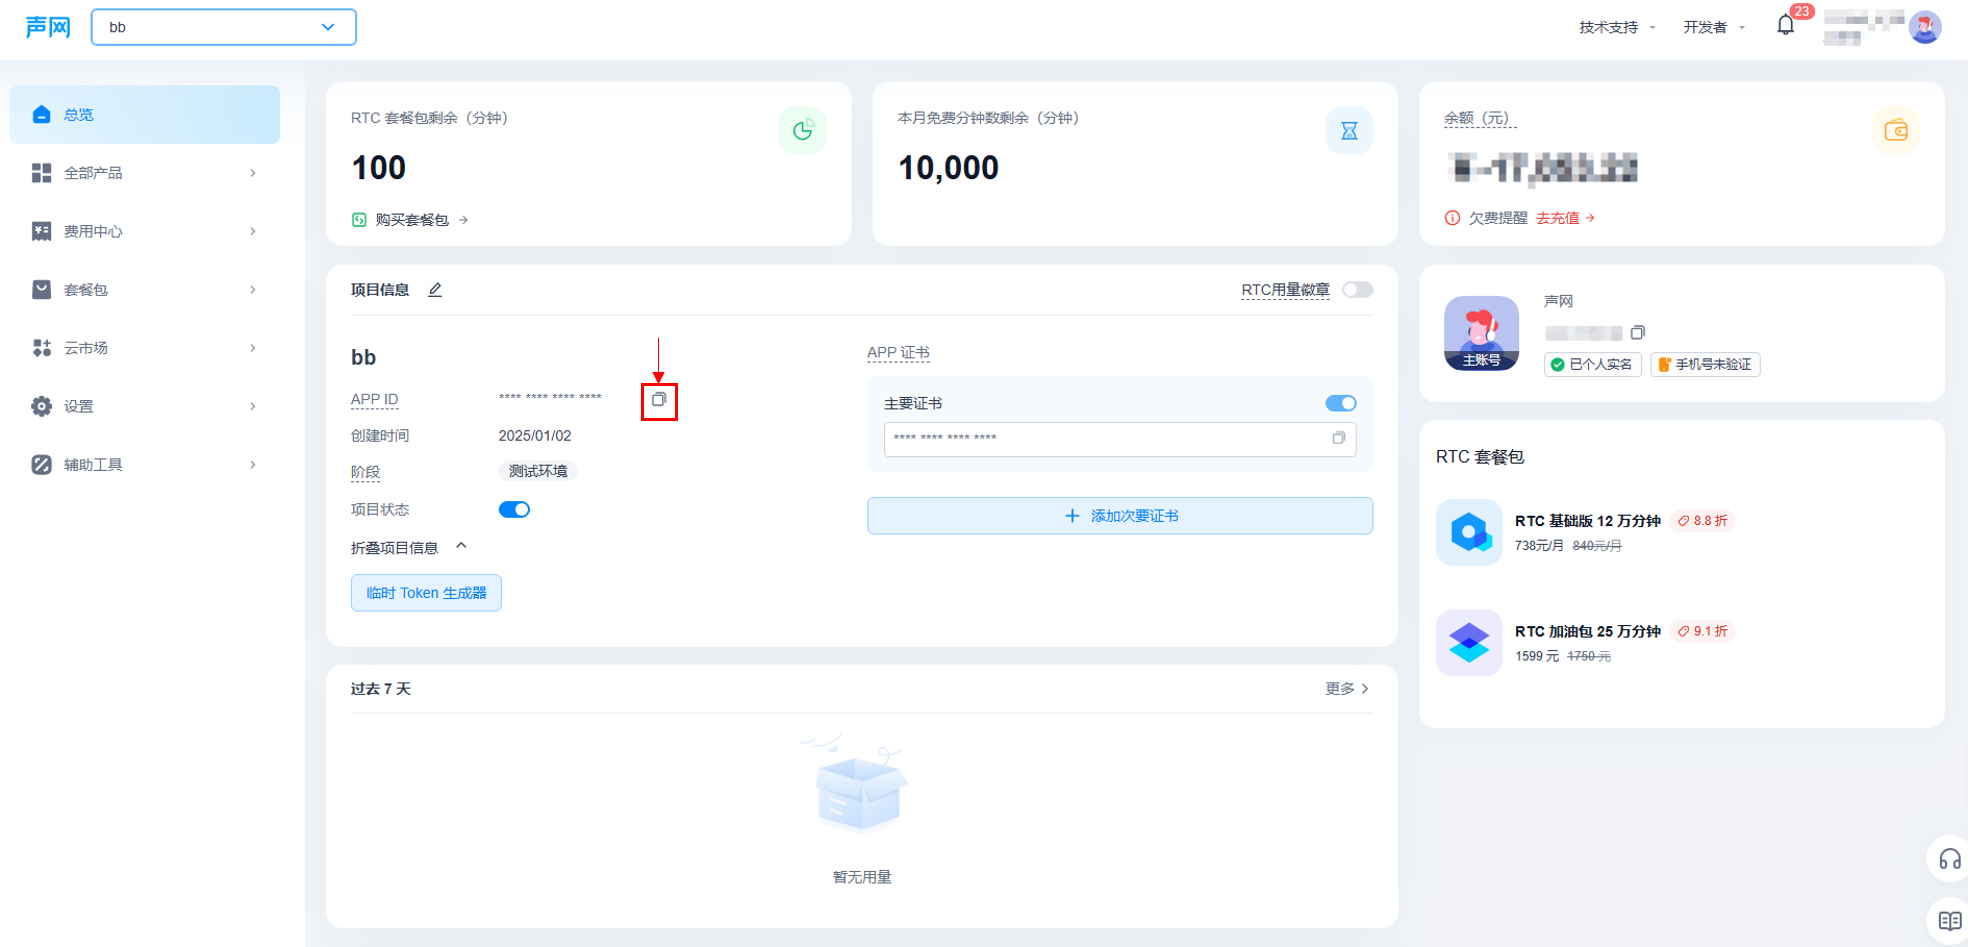 声网
bb
技术支持
开发者
23
总览
全部产品
费用中心
套餐包
云市场
设置
辅助工具
RTC 套餐包剩余（分钟）
100
购买套餐包
本月免费分钟数剩余（分钟）
10,000
余额（元）
欠费提醒 去充值
项目信息
RTC用量徽章
bb
APP ID
**** **** **** ****
创建时间
2025/01/02
阶段
测试环境
项目状态
折叠项目信息
临时 Token 生成器
APP 证书
主要证书
**** **** **** ****
添加次要证书
声网
主账号
已个人实名
手机号未验证
RTC 套餐包
RTC 基础版 12 万分钟 8.8 折
738元/月 840元/月
RTC 加油包 25 万分钟 9.1 折
1599 元 1750 元
过去 7 天
更多
暂无用量